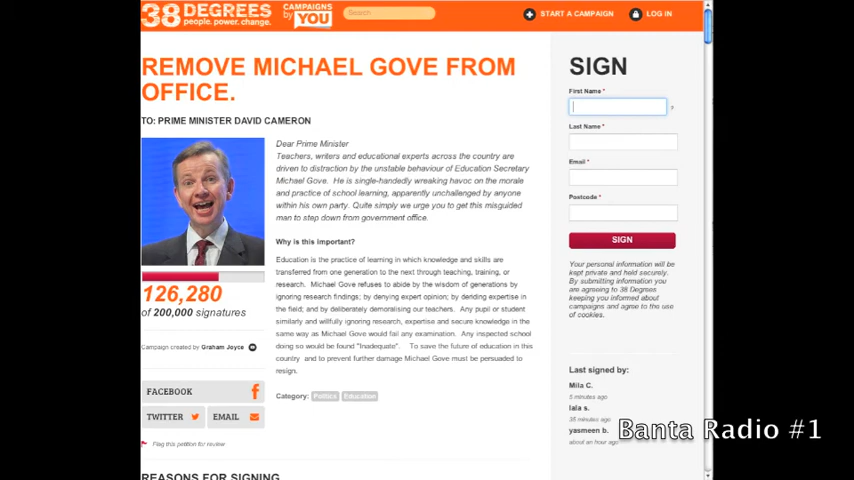 38 DEGREES
people. power. change.
CAMPAIGNS
by YOU
Search
START A CAMPAIGN
LOG IN
REMOVE MICHAEL GOVE FROM
OFFICE.
TO: PRIME MINISTER DAVID CAMERON
Dear Prime Minister
Teachers, writers and educational experts across the country are
driven to distraction by the unstable behaviour of Education Secretary
Michael Gove. He is single-handedly wreaking havoc on the morale
and practice of school learning, apparently unchallenged by anyone
within his own party. Quite simply we urge you to get this misguided
man to step down from government office.
Why is this important?
Education is the practice of learning in which knowledge and skills are
transferred from one generation to the next through teaching, training, or
research. Michael Gove refuses to abide by the wisdom of generations by
ignoring research findings; by denying expert opinion; by deriding expertise in
the field; and by deliberately demoralising our teachers. Any pupil or student
similarly and willfully ignoring research, expertise and secure knowledge in the
same way as Michael Gove would fail any examination. Any inspected school
doing so would be found "Inadequate". To save the future of education in this
country and to prevent further damage Michael Gove must be persuaded to
resign.
Category: Politics Education
126,280
of 200,000 signatures
Campaign created by Graham Joyce
FACEBOOK
TWITTER
EMAIL
Flag this petition for review
REASONS FOR SIGNING
SIGN
First Name *
Last Name *
Email *
Postcode *
SIGN
Your personal information will be
kept private and held securely.
By submitting information you
are agreeing to 38 Degrees
keeping you informed about
campaigns and agree to the use
of cookies.
Last signed by:
Mila C.
5 minutes ago
lala s.
35 minutes ago
yasmeen b.
about an hour ago
Banta Radio #1